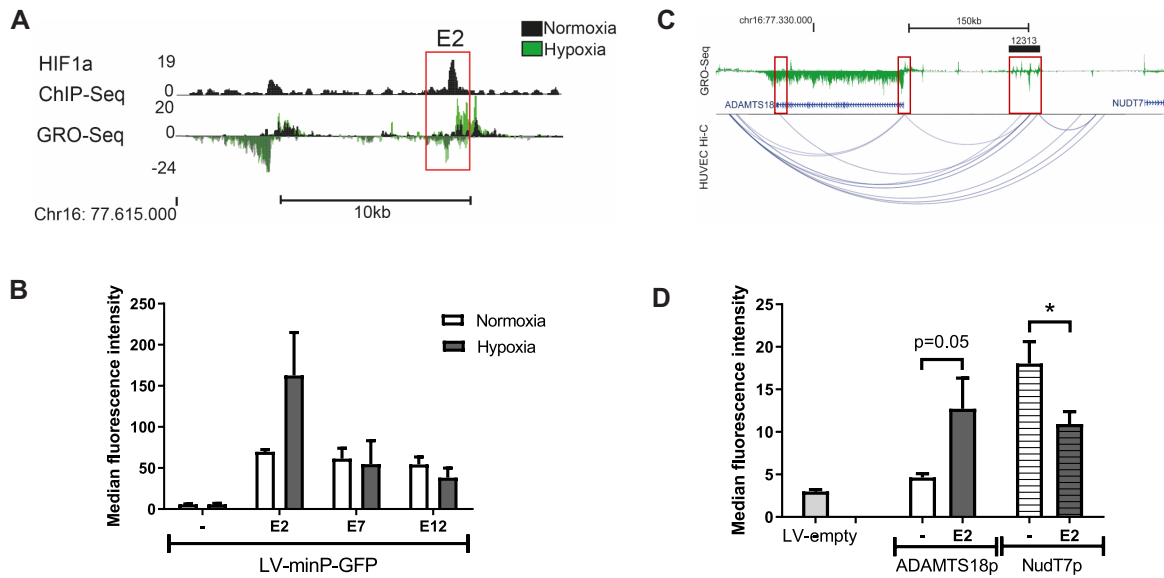 A
E2
Normoxia
Hypoxia
HIF1a
ChIP-Seq
19
0
GRO-Seq
20
0
-24
Chr16: 77.615.000
10kb
B
Median fluorescence intensity
250
200
150
100
50
0
Normoxia
Hypoxia
-
E2
E7
E12
LV-minP-GFP
C
chr16:77.330.000
150kb
12313
GRO-Seq
ADAMTS18
NUDT7
HUVEC Hi-C
D
Median fluorescence intensity
25
20
15
10
5
0
p=0.05
*
LV-empty
-
E2
-
E2
ADAMTS18p
NudT7p